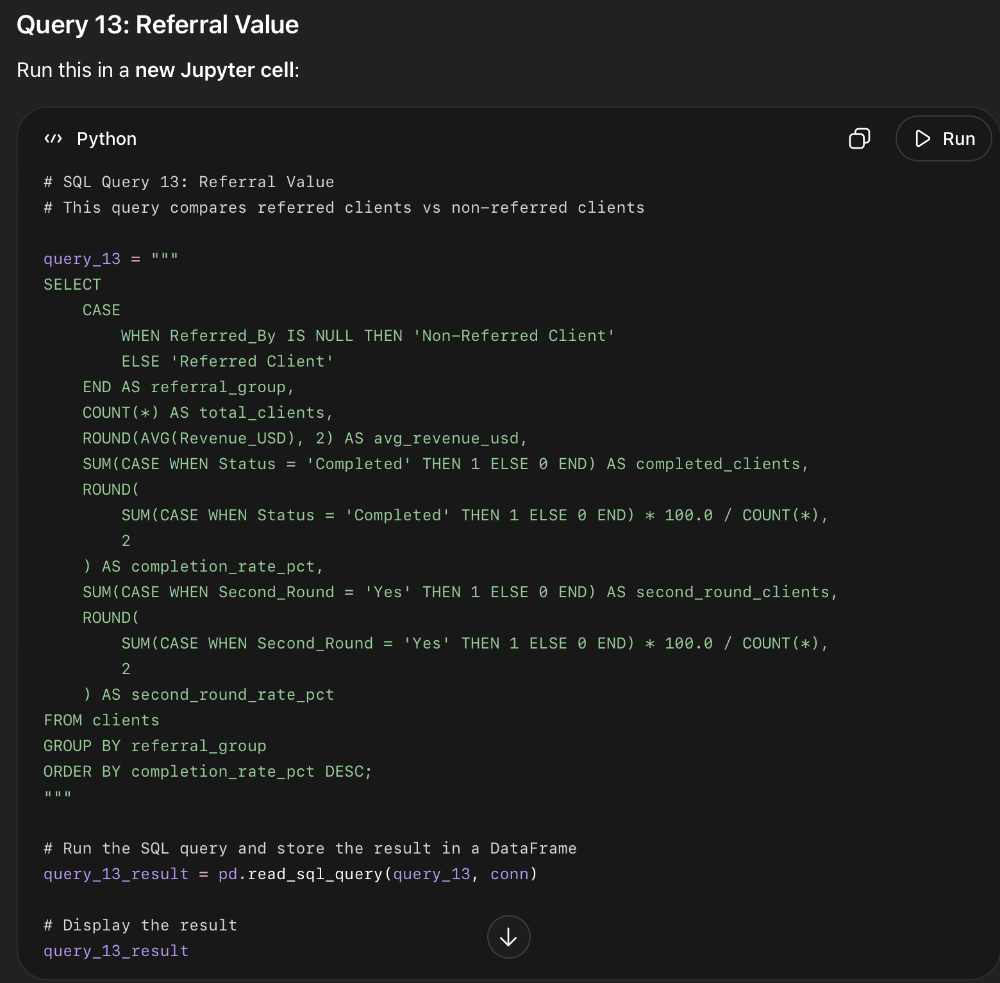 Query 13: Referral Value
Run this in a new Jupyter cell:
Python
Run
# SQL Query 13: Referral Value
# This query compares referred clients vs non-referred clients
query_13 = """
SELECT
    CASE
        WHEN Referred_By IS NULL THEN 'Non-Referred Client'
        ELSE 'Referred Client'
    END AS referral_group,
    COUNT(*) AS total_clients,
    ROUND(AVG(Revenue_USD), 2) AS avg_revenue_usd,
    SUM(CASE WHEN Status = 'Completed' THEN 1 ELSE 0 END) AS completed_clients,
    ROUND(
        SUM(CASE WHEN Status = 'Completed' THEN 1 ELSE 0 END) * 100.0 / COUNT(*),
        2
    ) AS completion_rate_pct,
    SUM(CASE WHEN Second_Round = 'Yes' THEN 1 ELSE 0 END) AS second_round_clients,
    ROUND(
        SUM(CASE WHEN Second_Round = 'Yes' THEN 1 ELSE 0 END) * 100.0 / COUNT(*),
        2
    ) AS second_round_rate_pct
FROM clients
GROUP BY referral_group
ORDER BY completion_rate_pct DESC;
"""
# Run the SQL query and store the result in a DataFrame
query_13_result = pd.read_sql_query(query_13, conn)
# Display the result
query_13_result